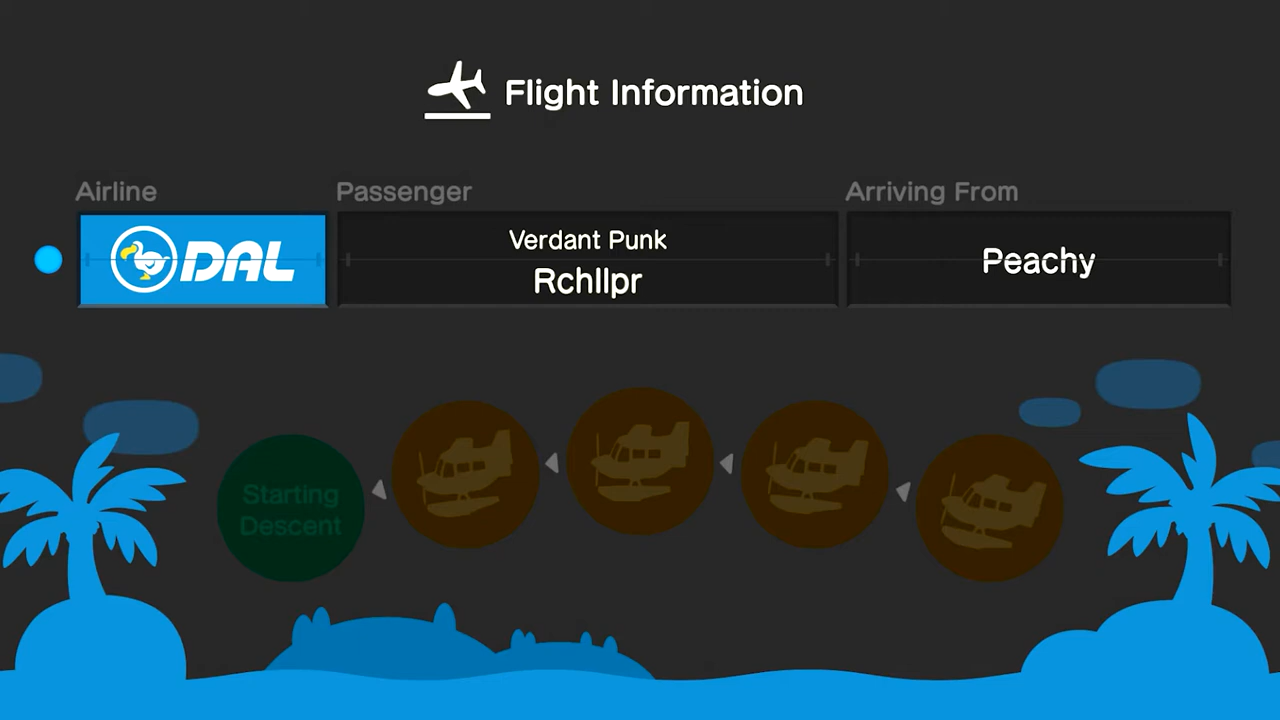 Flight Information
Airline
Passenger
Arriving From
DAL
Verdant Punk
Rchllpr
Peachy
Starting
Descent